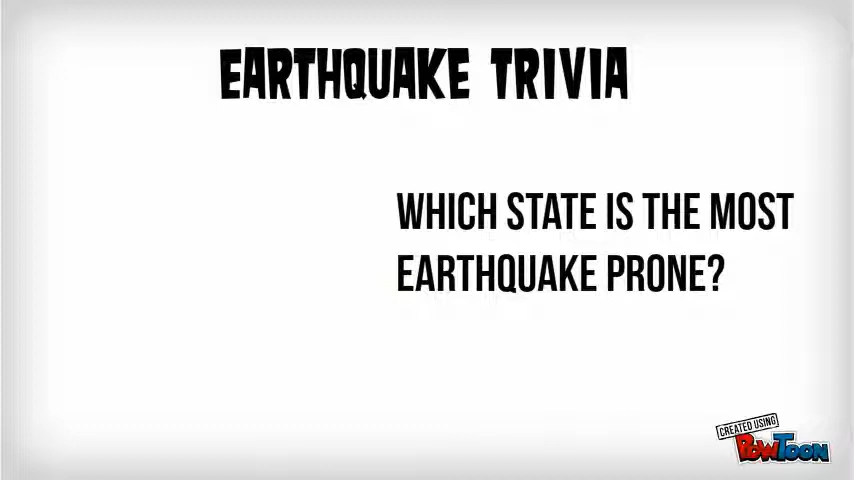 EARTHQUAKE TRIVIA
WHICH STATE IS THE MOST
EARTHQUAKE PRONE?
CREATED USING
POWTOON